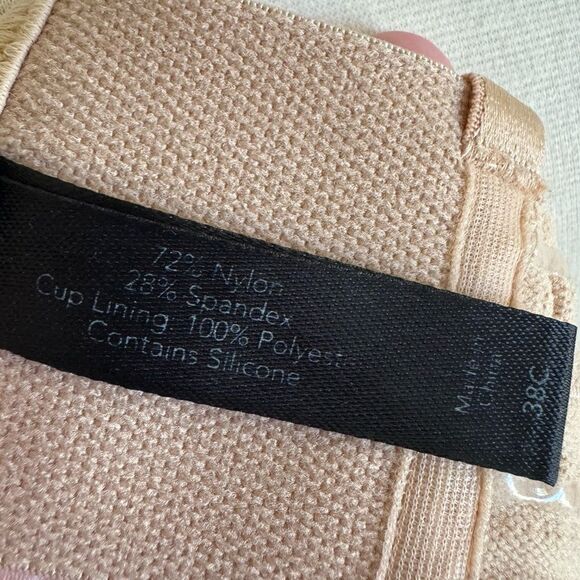 72% Nylon
28% Spandex
Cup Lining: 100% Polyest
Contains Silicone
Made in
China
38C